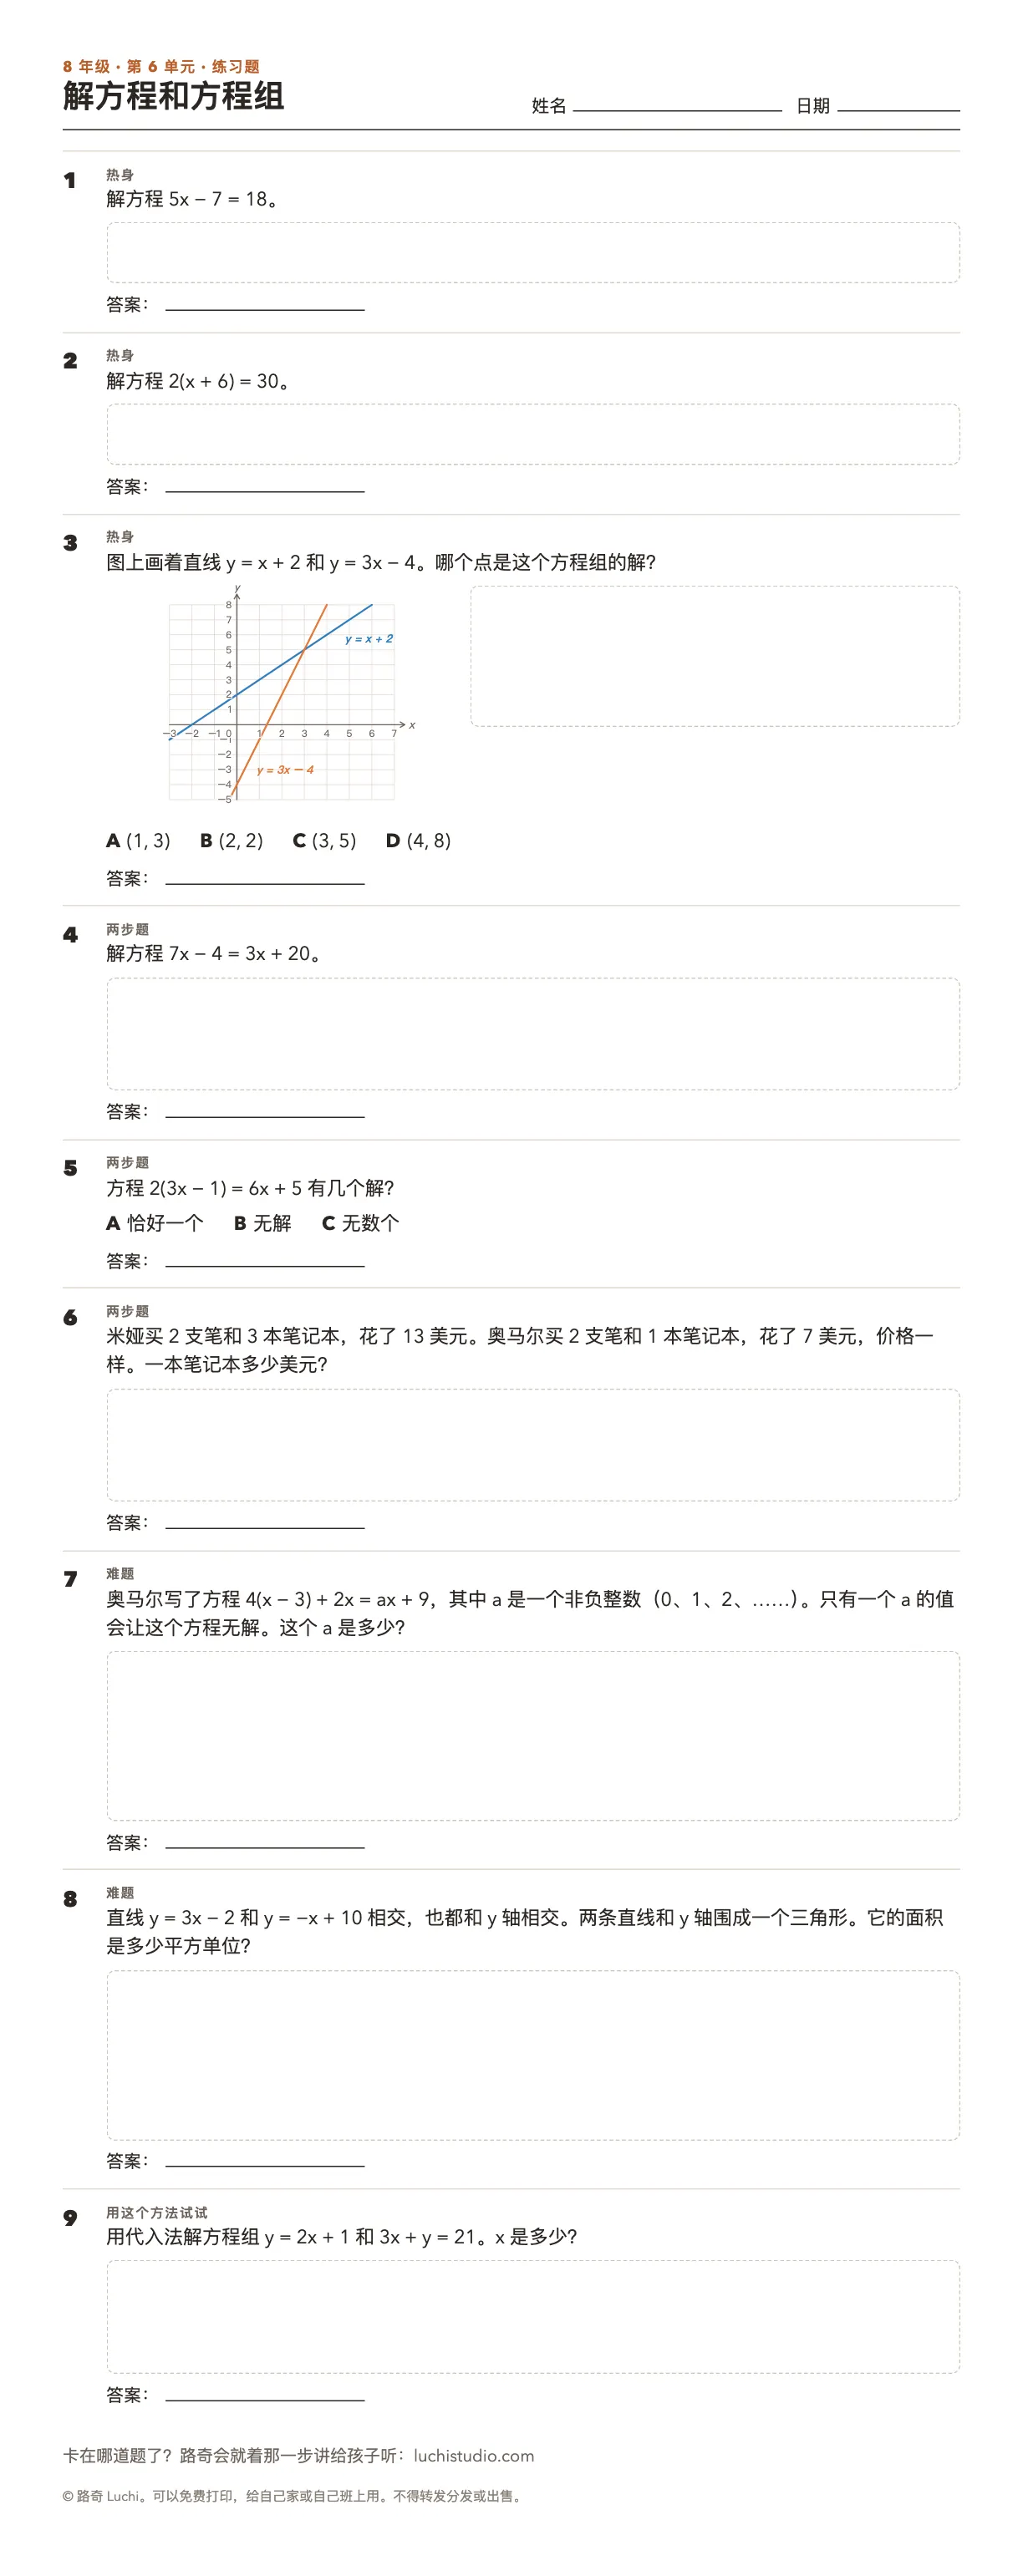 8 年级·第 6 单元·练习题
解方程和方程组
姓名
日期
1
热身
解方程 5x − 7 = 18。
答案：
2
热身
解方程 2(x + 6) = 30。
答案：
3
热身
图上画着直线 y = x + 2 和 y = 3x − 4。哪个点是这个方程组的解？
y
8
7
6
5
4
3
2
1
−3 −2 −1 0 1 2 3 4 5 6 7 x
−1
−2
−3
−4
−5
y = x + 2
y = 3x − 4
A (1, 3) B (2, 2) C (3, 5) D (4, 8)
答案：
4
两步题
解方程 7x − 4 = 3x + 20。
答案：
5
两步题
方程 2(3x − 1) = 6x + 5 有几个解？
A 恰好一个 B 无解 C 无数个
答案：
6
两步题
米娅买 2 支笔和 3 本笔记本，花了 13 美元。奥马尔买 2 支笔和 1 本笔记本，花了 7 美元，价格一
样。一本笔记本多少美元？
答案：
7
难题
奥马尔写了方程 4(x − 3) + 2x = ax + 9，其中 a 是一个非负整数（0、1、2、……）。只有一个 a 的值
会让这个方程无解。这个 a 是多少？
答案：
8
难题
直线 y = 3x − 2 和 y = −x + 10 相交，也都和 y 轴相交。两条直线和 y 轴围成一个三角形。它的面积
是多少平方单位？
答案：
9
用这个方法试试
用代入法解方程组 y = 2x + 1 和 3x + y = 21。x 是多少？
答案：
卡在哪道题了？路奇会就着那一步讲给孩子听：luchistudio.com
© 路奇 Luchi。可以免费打印，给自己家或自己班上用。不得转发分发或出售。